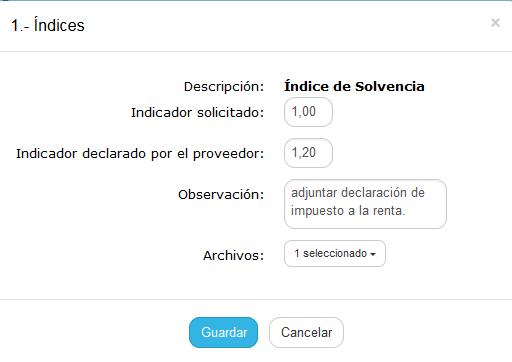 1.- Índices ×
Descripción: Índice de Solvencia
Indicador solicitado: 1,00
Indicador declarado por el proveedor: 1,20
Observación: adjuntar declaración de
impuesto a la renta.
Archivos: 1 seleccionado
Guardar Cancelar